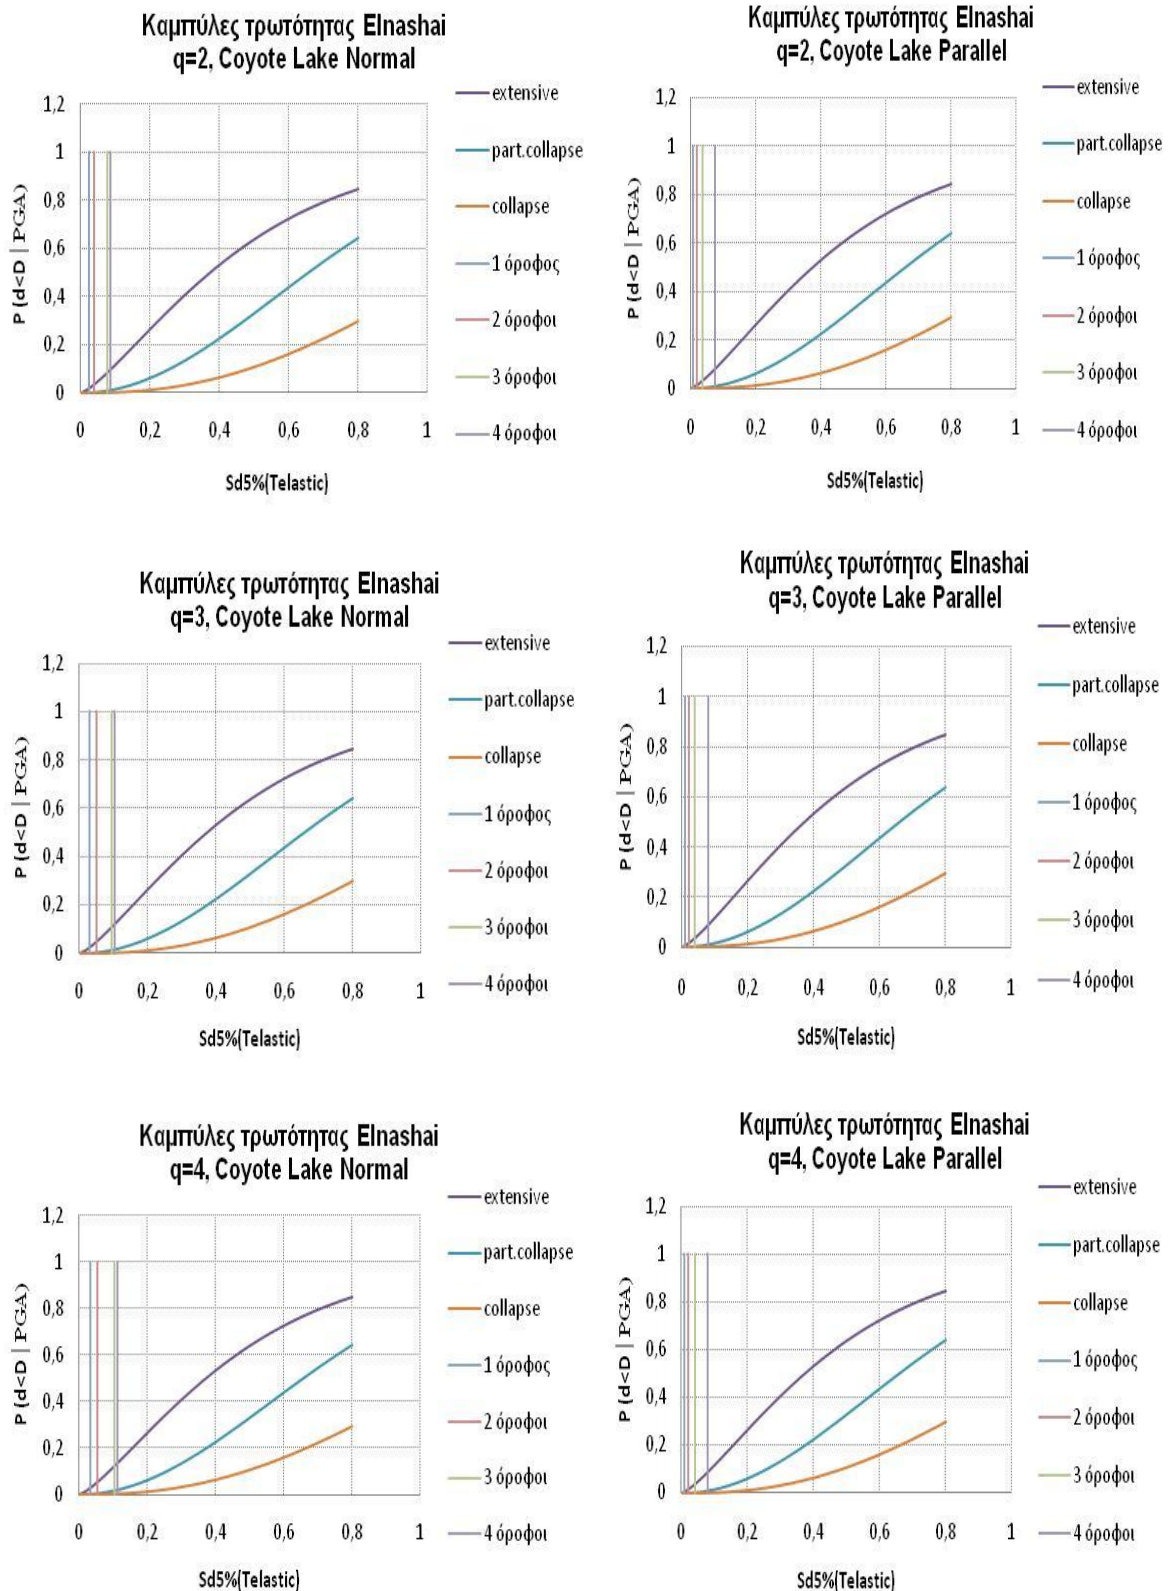 Καμπύλες τρωτότητας Elnashai
q=2, Coyote Lake Normal
1,2
1
0,8
0,6
0,4
0,2
0
P (d<D | PGA)
0 0,2 0,4 0,6 0,8 1
Sd5%(Telastic)
extensive
part.collapse
collapse
1 όροφος
2 όροφοι
3 όροφοι
4 όροφοι
Καμπύλες τρωτότητας Elnashai
q=2, Coyote Lake Parallel
1,2
1
0,8
0,6
0,4
0,2
0
P (d<D | PGA)
0 0,2 0,4 0,6 0,8 1
Sd5%(Telastic)
extensive
part.collapse
collapse
1 όροφος
2 όροφοι
3 όροφοι
4 όροφοι
Καμπύλες τρωτότητας Elnashai
q=3, Coyote Lake Normal
1,2
1
0,8
0,6
0,4
0,2
0
P (d<D | PGA)
0 0,2 0,4 0,6 0,8 1
Sd5%(Telastic)
extensive
part.collapse
collapse
1 όροφος
2 όροφοι
3 όροφοι
4 όροφοι
Καμπύλες τρωτότητας Elnashai
q=3, Coyote Lake Parallel
1,2
1
0,8
0,6
0,4
0,2
0
P (d<D | PGA)
0 0,2 0,4 0,6 0,8 1
Sd5%(Telastic)
extensive
part.collapse
collapse
1 όροφος
2 όροφοι
3 όροφοι
4 όροφοι
Καμπύλες τρωτότητας Elnashai
q=4, Coyote Lake Normal
1,2
1
0,8
0,6
0,4
0,2
0
P (d<D | PGA)
0 0,2 0,4 0,6 0,8 1
Sd5%(Telastic)
extensive
part.collapse
collapse
1 όροφος
2 όροφοι
3 όροφοι
4 όροφοι
Καμπύλες τρωτότητας Elnashai
q=4, Coyote Lake Parallel
1,2
1
0,8
0,6
0,4
0,2
0
P (d<D | PGA)
0 0,2 0,4 0,6 0,8 1
Sd5%(Telastic)
extensive
part.collapse
collapse
1 όροφος
2 όροφοι
3 όροφοι
4 όροφοι